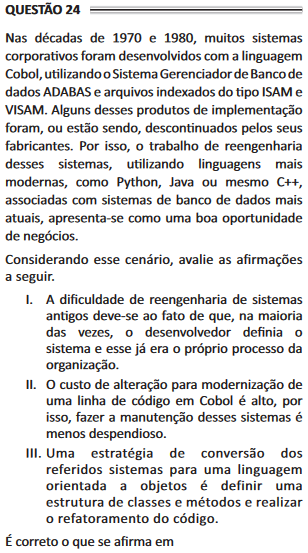 QUESTÃO 24
Nas décadas de 1970 e 1980, muitos sistemas
corporativos foram desenvolvidos com a linguagem
Cobol, utilizando o Sistema Gerenciador de Banco de
dados ADABAS e arquivos indexados do tipo ISAM e
VISAM. Alguns desses produtos de implementação
foram, ou estão sendo, descontinuados pelos seus
fabricantes. Por isso, o trabalho de reengenharia
desses sistemas, utilizando linguagens mais
modernas, como Python, Java ou mesmo C++,
associadas com sistemas de banco de dados mais
atuais, apresenta-se como uma boa oportunidade
de negócios.
Considerando esse cenário, avalie as afirmações
a seguir.
I. A dificuldade de reengenharia de sistemas
antigos deve-se ao fato de que, na maioria
das vezes, o desenvolvedor definia o
sistema e esse já era o próprio processo da
organização.
II. O custo de alteração para modernização de
uma linha de código em Cobol é alto, por
isso, fazer a manutenção desses sistemas é
menos despendioso.
III. Uma estratégia de conversão dos
referidos sistemas para uma linguagem
orientada a objetos é definir uma
estrutura de classes e métodos e realizar
o refatoramento do código.
É correto o que se afirma em